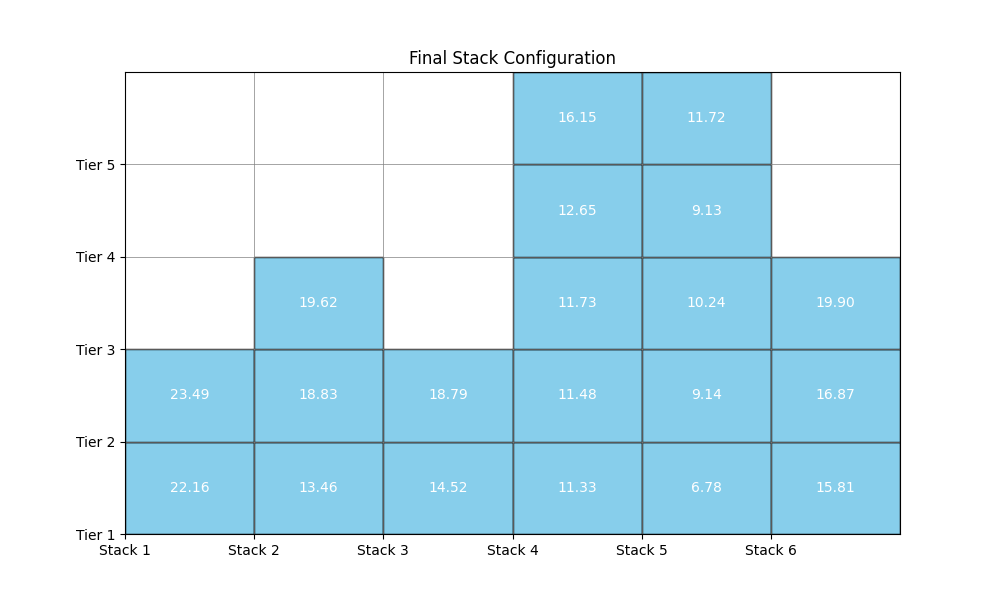 Final Stack Configuration
16.15 11.72
Tier 5
12.65 9.13
Tier 4
19.62 11.73 10.24 19.90
Tier 3
23.49 18.83 18.79 11.48 9.14 16.87
Tier 2
22.16 13.46 14.52 11.33 6.78 15.81
Tier 1
Stack 1 Stack 2 Stack 3 Stack 4 Stack 5 Stack 6